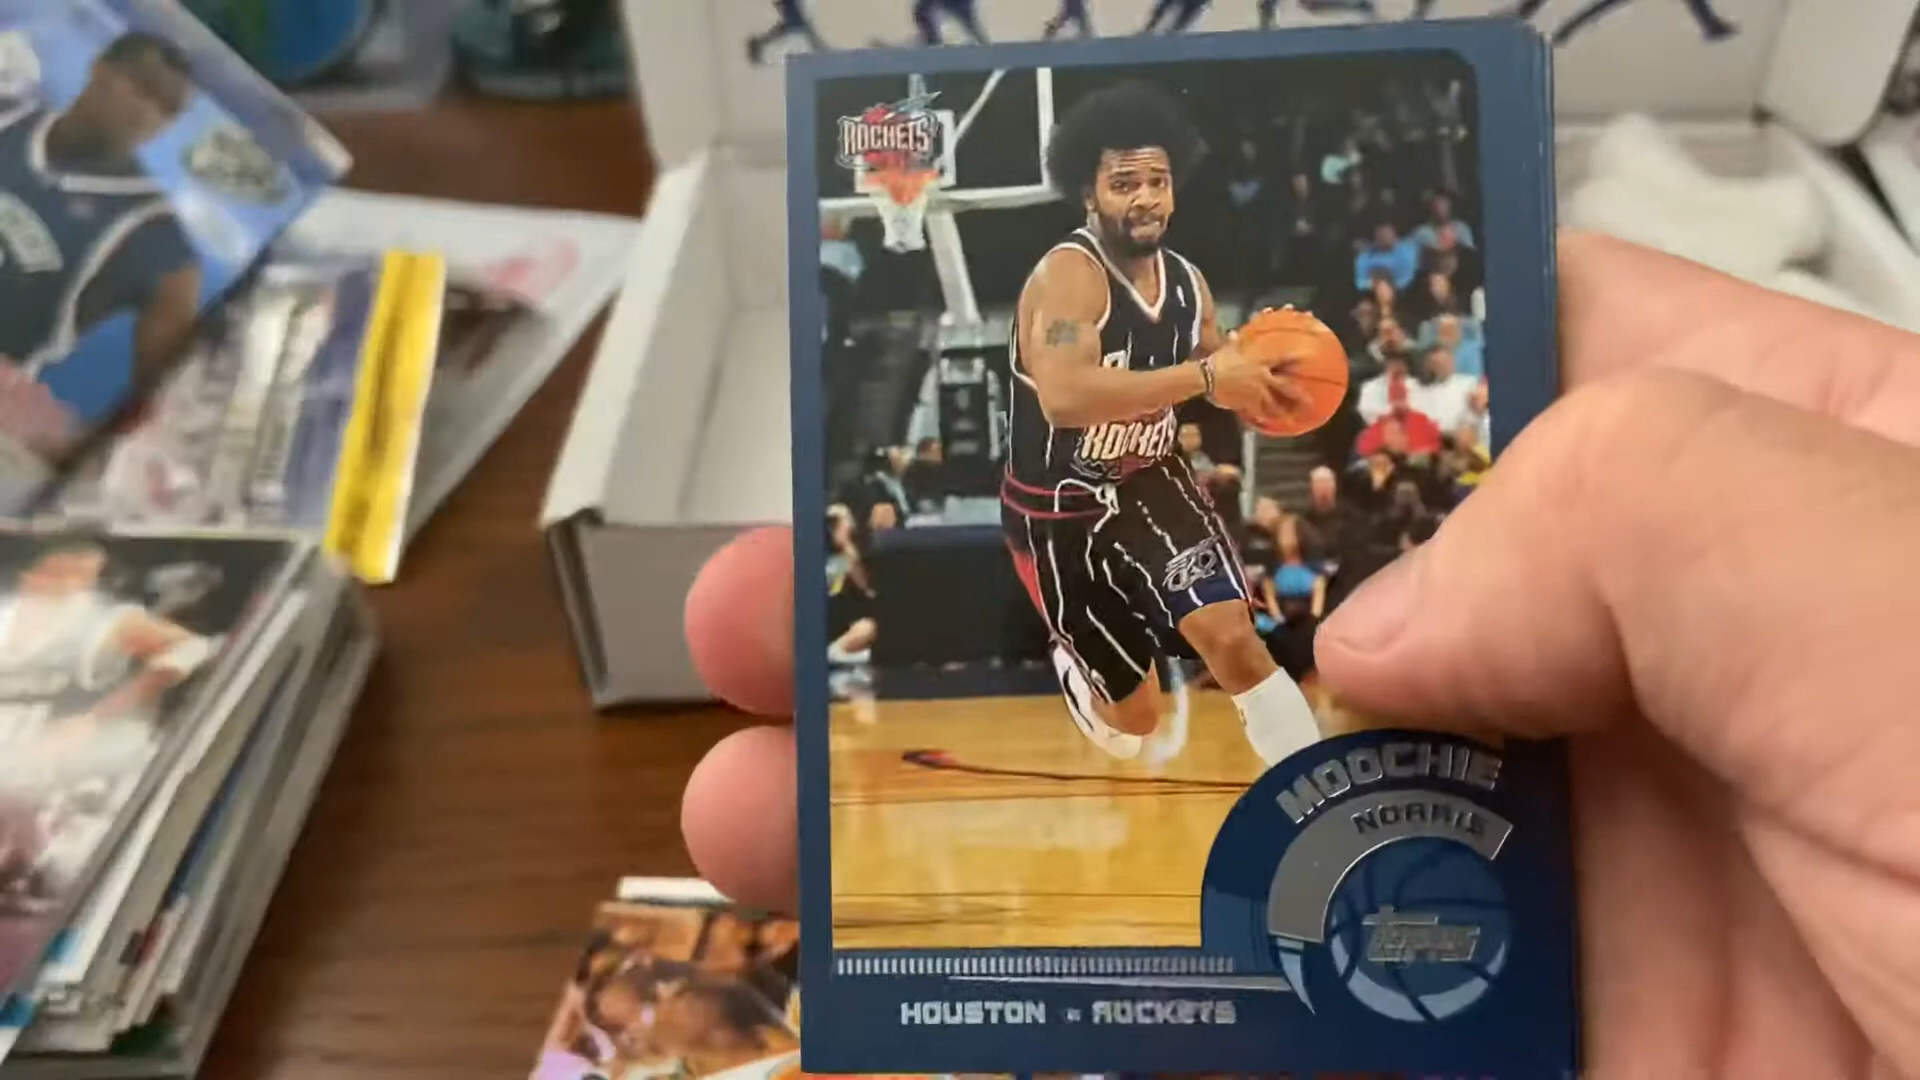 ROCKETS
ROCKETS
MOOCHIE
NORRIS
TOPPS
HOUSTON ROCKETS